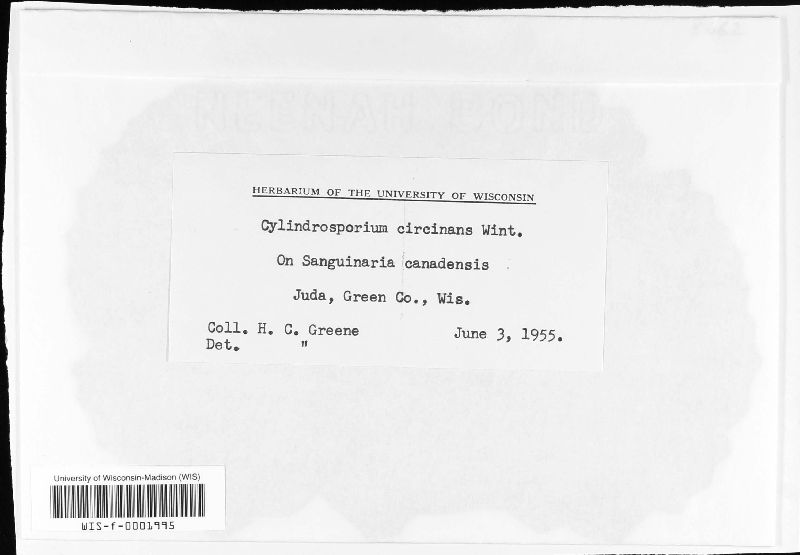 HERBARIUM OF THE UNIVERSITY OF WISCONSIN
Cylindrosporium circinans Wint.
On Sanguinaria canadensis
Juda, Green Co., Wis.
Coll. H. C. Greene June 3, 1955.
Det. "
University of Wisconsin-Madison (WIS)
WIS-f-0001995